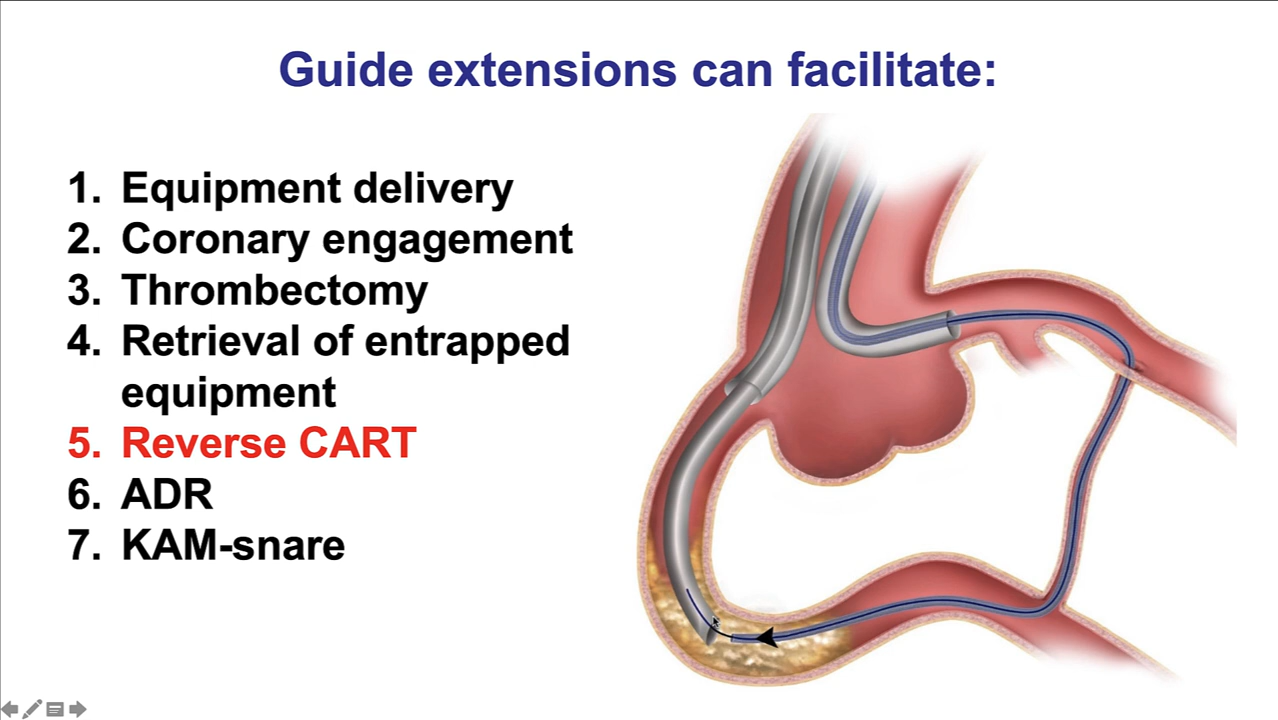 Guide extensions can facilitate:
1. Equipment delivery
2. Coronary engagement
3. Thrombectomy
4. Retrieval of entrapped
equipment
5. Reverse CART
6. ADR
7. KAM-snare